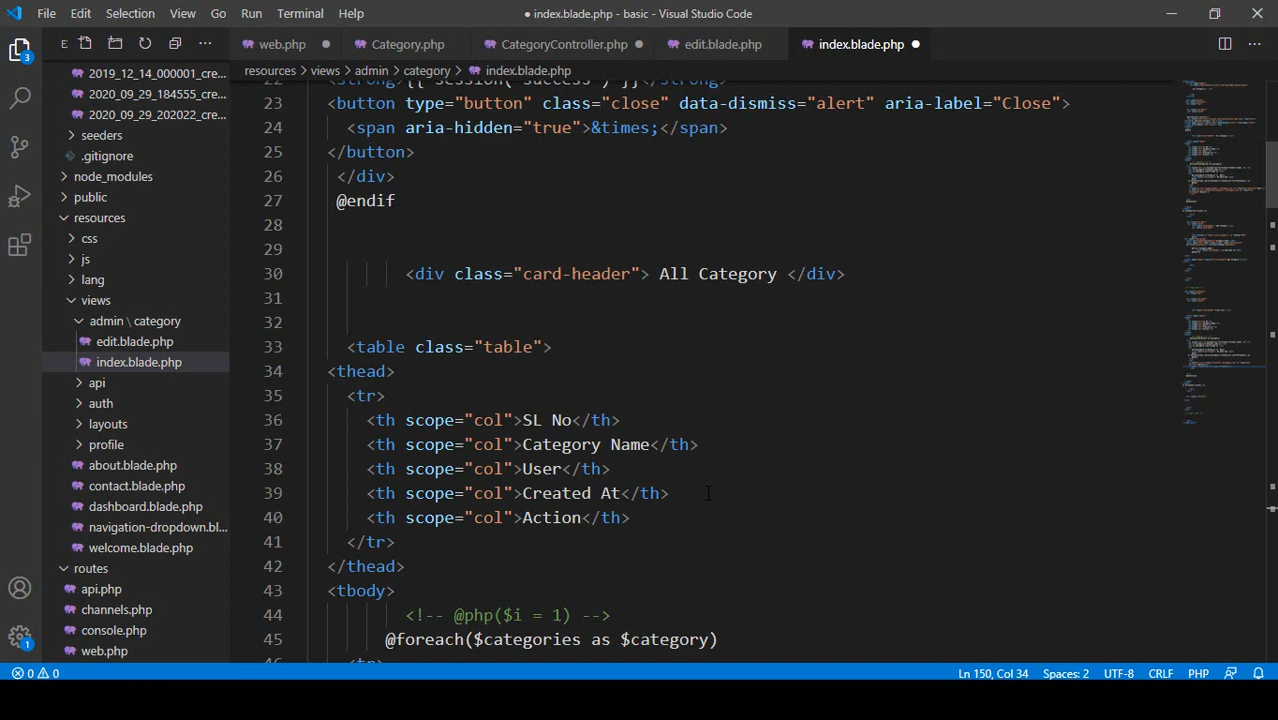 File Edit Selection View Go Run Terminal Help
● index.blade.php - basic - Visual Studio Code
E
web.php ●
Category.php
CategoryController.php ●
edit.blade.php
index.blade.php ●
resources > views > admin > category > index.blade.php
3
2019_12_14_000001_cre...
2020_09_29_184555_cre...
2020_09_29_202022_cre...
seeders
.gitignore
node_modules
public
resources
css
js
lang
views
admin \ category
edit.blade.php
index.blade.php
api
auth
layouts
profile
about.blade.php
contact.blade.php
dashboard.blade.php
navigation-dropdown.bl...
welcome.blade.php
routes
api.php
channels.php
console.php
web.php
1
22 <strong>{{ session('success') }}</strong>
23 <button type="button" class="close" data-dismiss="alert" aria-label="Close">
24 <span aria-hidden="true">&times;</span>
25 </button>
26 </div>
27 @endif
28
29
30 <div class="card-header"> All Category </div>
31
32
33 <table class="table">
34 <thead>
35 <tr>
36 <th scope="col">SL No</th>
37 <th scope="col">Category Name</th>
38 <th scope="col">User</th>
39 <th scope="col">Created At</th>
40 <th scope="col">Action</th>
41 </tr>
42 </thead>
43 <tbody>
44 <!-- @php($i = 1) -->
45 @foreach($categories as $category)
46 <tr>
0 0
Ln 150, Col 34 Spaces: 2 UTF-8 CRLF PHP